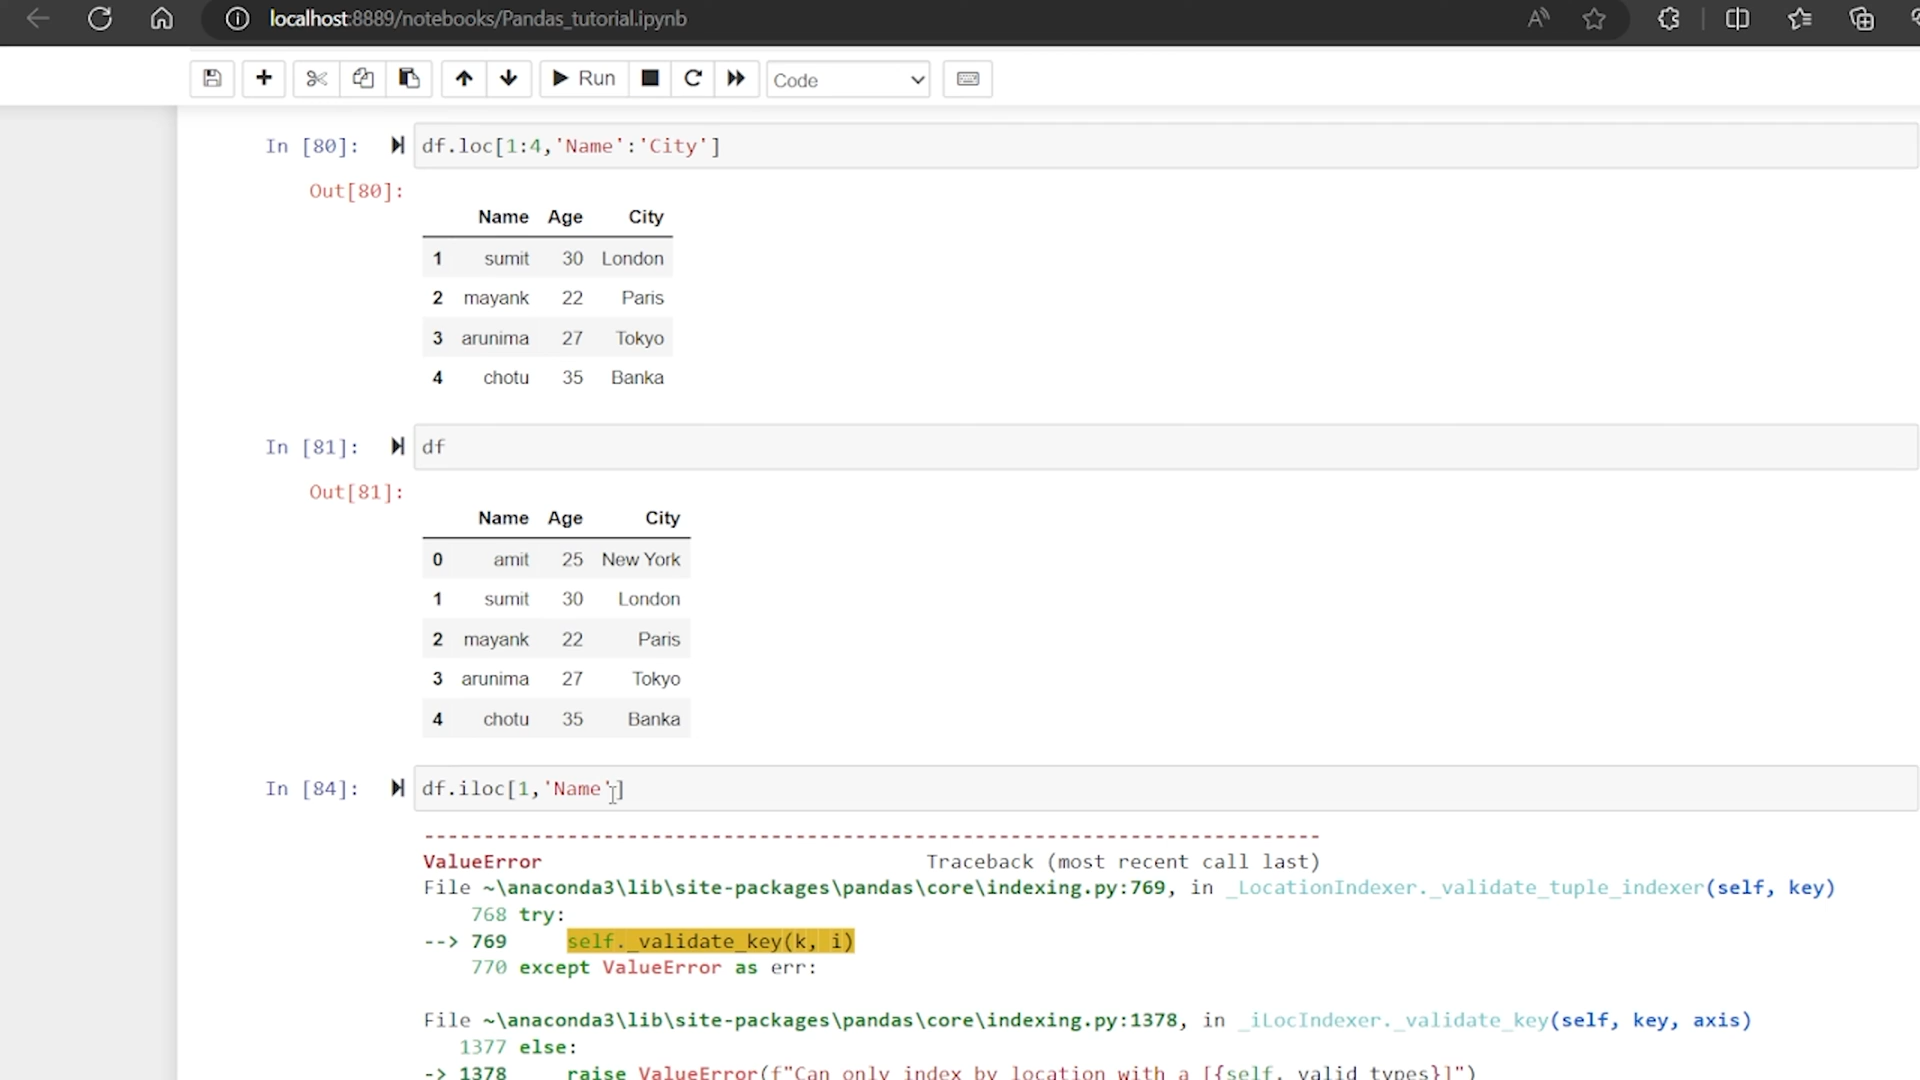 localhost:8889/notebooks/Pandas_tutorial.ipynb
Run
Code
In [80]: df.loc[1:4,'Name':'City']
Out[80]:
Name Age City
1 sumit 30 London
2 mayank 22 Paris
3 arunima 27 Tokyo
4 chotu 35 Banka
In [81]: df
Out[81]:
Name Age City
0 amit 25 New York
1 sumit 30 London
2 mayank 22 Paris
3 arunima 27 Tokyo
4 chotu 35 Banka
In [84]: df.iloc[1,'Name']
---------------------------------------------------------------------------
ValueError Traceback (most recent call last)
File ~\anaconda3\lib\site-packages\pandas\core\indexing.py:769, in _LocationIndexer._validate_tuple_indexer(self, key)
768 try:
--> 769 self._validate_key(k, i)
770 except ValueError as err:
File ~\anaconda3\lib\site-packages\pandas\core\indexing.py:1378, in _iLocIndexer._validate_key(self, key, axis)
1377 else:
-> 1378 raise ValueError(f"Can only index by location with a [{self._valid_types}]")